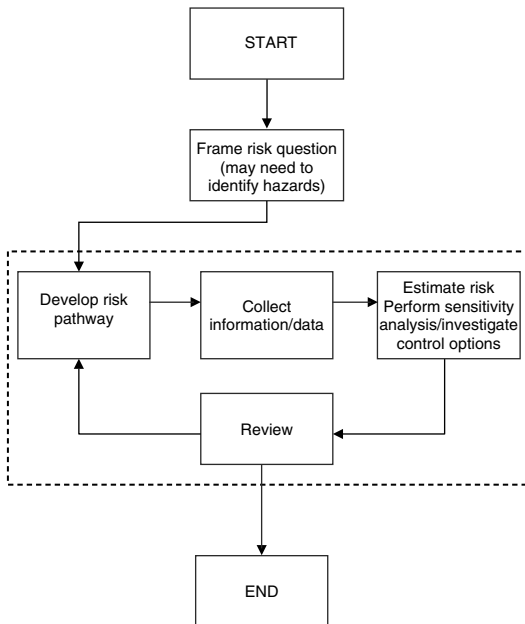 START
Frame risk question
(may need to
identify hazards)
Develop risk
pathway
Collect
information/data
Estimate risk
Perform sensitivity
analysis/investigate
control options
Review
END